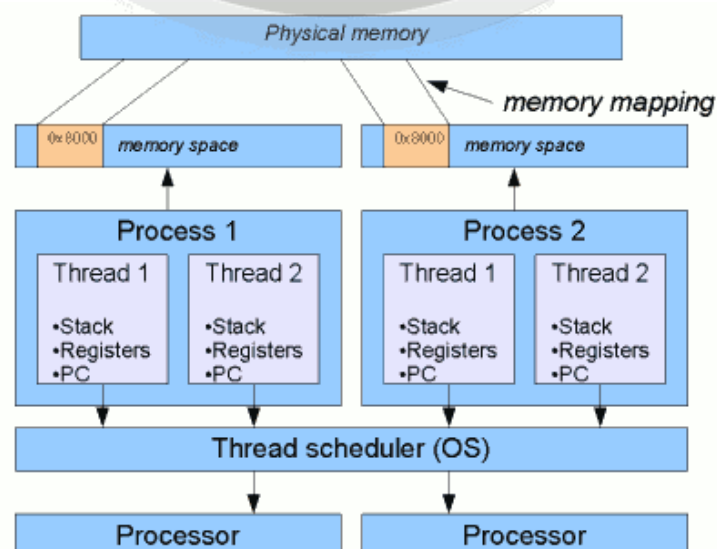 Physical memory
memory mapping
0x8000 memory space
0x8000 memory space
Process 1
Process 2
Thread 1
Thread 2
Thread 1
Thread 2
•Stack
•Registers
•PC
•Stack
•Registers
•PC
•Stack
•Registers
•PC
•Stack
•Registers
•PC
Thread scheduler (OS)
Processor
Processor